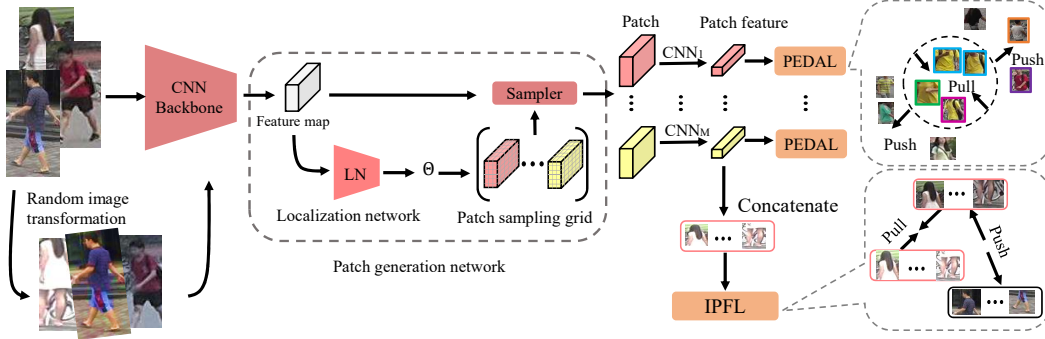 CNN
Backbone
Random image
transformation
Feature map
Sampler
LN
Θ
Localization network
Patch sampling grid
Patch generation network
Patch
Patch feature
CNN1
PEDAL
CNNM
PEDAL
Concatenate
IPFL
Push
Pull
Push
Pull
Push